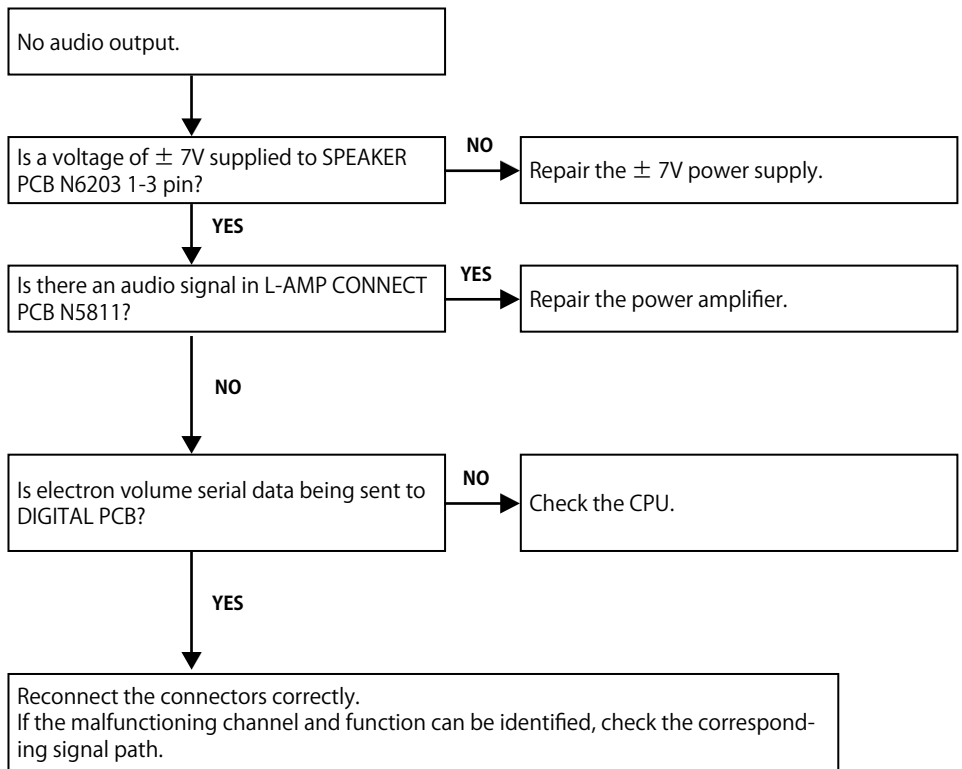 No audio output.
Is a voltage of ± 7V supplied to SPEAKER
PCB N6203 1-3 pin?
NO
Repair the ± 7V power supply.
YES
Is there an audio signal in L-AMP CONNECT
PCB N5811?
YES
Repair the power amplifier.
NO
Is electron volume serial data being sent to
DIGITAL PCB?
NO
Check the CPU.
YES
Reconnect the connectors correctly.
If the malfunctioning channel and function can be identified, check the correspond-
ing signal path.